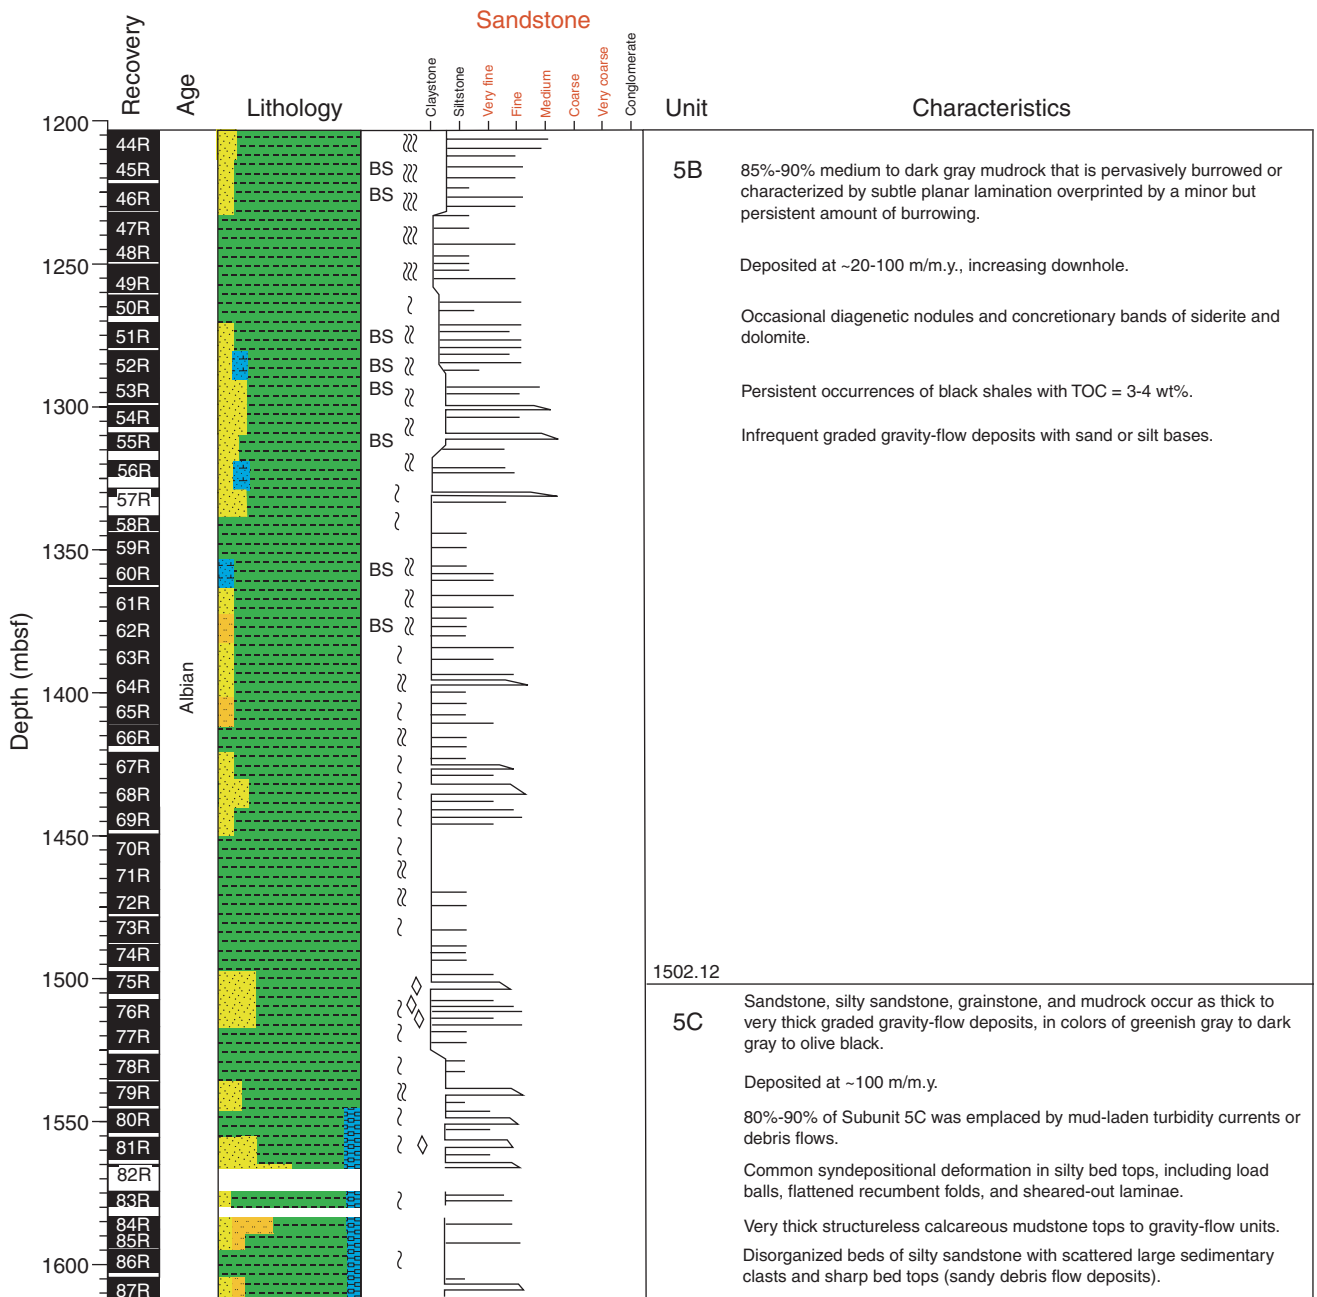 Sandstone
Recovery
Age
Lithology
Claystone
Siltstone
Very fine
Fine
Medium
Coarse
Very coarse
Conglomerate
Unit
Characteristics
Depth (mbsf)
1200
1250
1300
1350
1400
1450
1500
1550
1600
44R
45R
46R
47R
48R
49R
50R
51R
52R
53R
54R
55R
56R
57R
58R
59R
60R
61R
62R
63R
64R
65R
66R
67R
68R
69R
70R
71R
72R
73R
74R
75R
76R
77R
78R
79R
80R
81R
82R
83R
84R
85R
86R
87R
Albian
BS
BS
BS
BS
BS
BS
BS
BS
5B
85%-90% medium to dark gray mudrock that is pervasively burrowed or
characterized by subtle planar lamination overprinted by a minor but
persistent amount of burrowing.
Deposited at ~20-100 m/m.y., increasing downhole.
Occasional diagenetic nodules and concretionary bands of siderite and
dolomite.
Persistent occurrences of black shales with TOC = 3-4 wt%.
Infrequent graded gravity-flow deposits with sand or silt bases.
1502.12
5C
Sandstone, silty sandstone, grainstone, and mudrock occur as thick to
very thick graded gravity-flow deposits, in colors of greenish gray to dark
gray to olive black.
Deposited at ~100 m/m.y.
80%-90% of Subunit 5C was emplaced by mud-laden turbidity currents or
debris flows.
Common syndepositional deformation in silty bed tops, including load
balls, flattened recumbent folds, and sheared-out laminae.
Very thick structureless calcareous mudstone tops to gravity-flow units.
Disorganized beds of silty sandstone with scattered large sedimentary
clasts and sharp bed tops (sandy debris flow deposits).